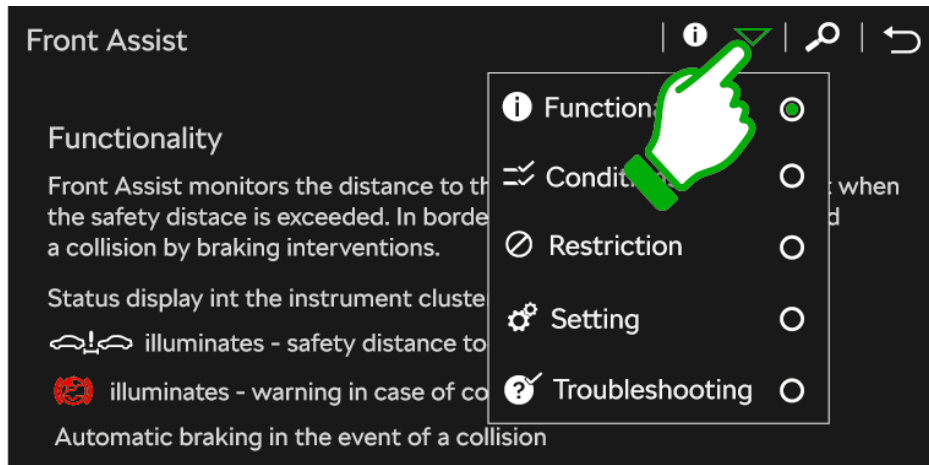 Front Assist
Functionality
Front Assist monitors the distance to th when
the safety distace is exceeded. In borde d
a collision by braking interventions.
Status display int the instrument cluste
illuminates - safety distance to
illuminates - warning in case of co
Automatic braking in the event of a collision
Function
Condit
Restriction
Setting
Troubleshooting